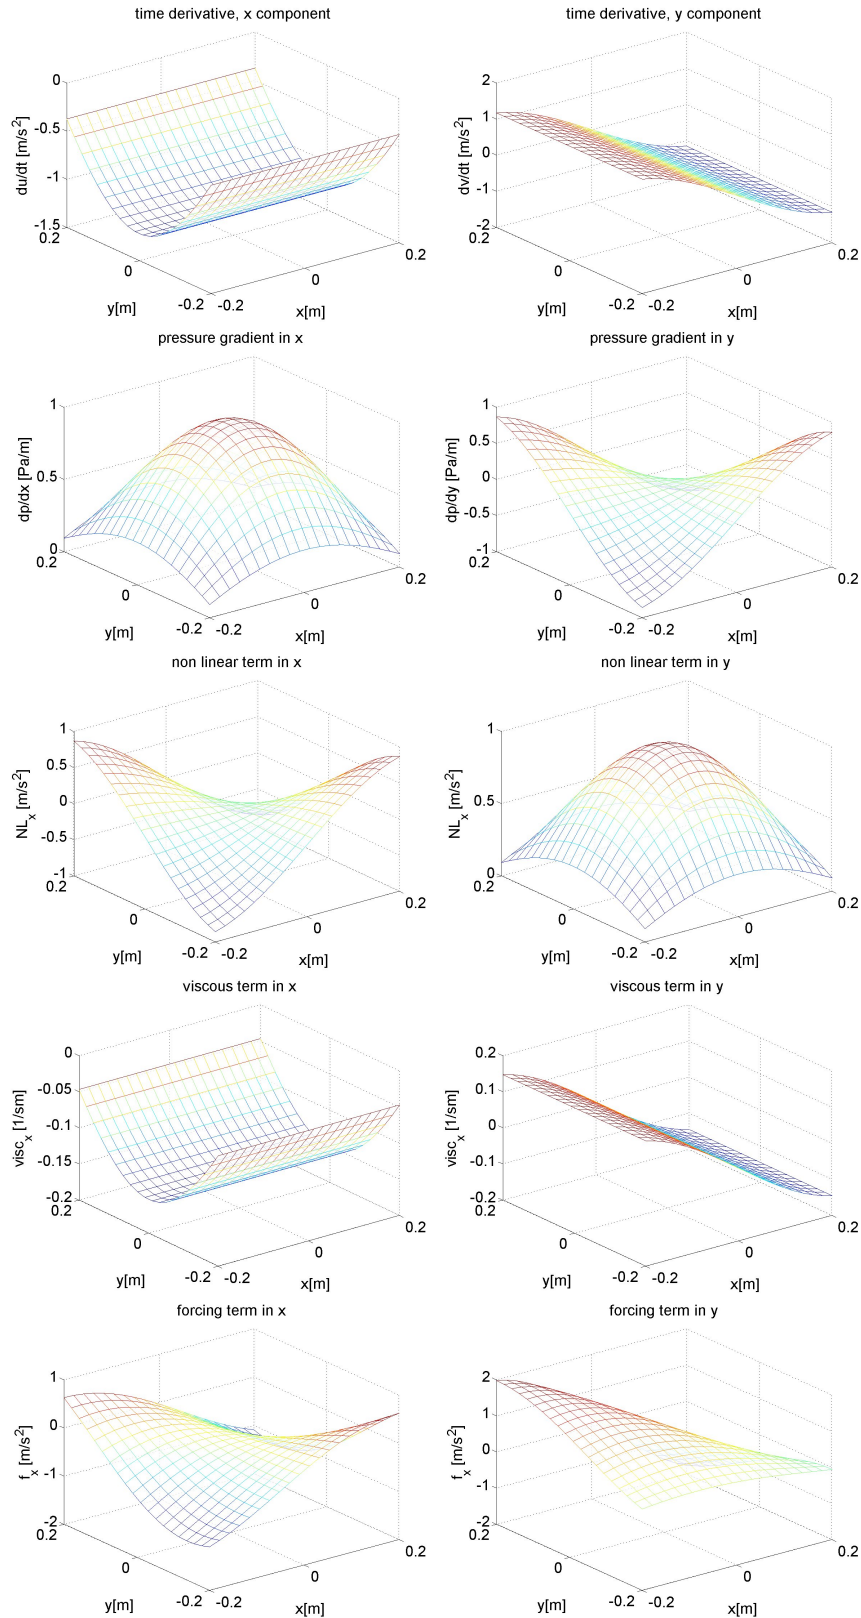 time derivative, x component
0
-0.5
-1
-1.5
du/dt [m/s²]
0.2
0
-0.2
y[m]
-0.2
0
0.2
x[m]
time derivative, y component
2
1
0
-1
-2
dv/dt [m/s²]
0.2
0
-0.2
y[m]
-0.2
0
0.2
x[m]
pressure gradient in x
1
0.5
0
dp/dx [Pa/m]
0.2
0
-0.2
y[m]
-0.2
0
0.2
x[m]
pressure gradient in y
1
0.5
0
-0.5
-1
dp/dy [Pa/m]
0.2
0
-0.2
y[m]
-0.2
0
0.2
x[m]
non linear term in x
1
0.5
0
-0.5
-1
NLₓ [m/s²]
0.2
0
-0.2
y[m]
-0.2
0
0.2
x[m]
non linear term in y
1
0.5
0
NLₓ [m/s²]
0.2
0
-0.2
y[m]
-0.2
0
0.2
x[m]
viscous term in x
0
-0.05
-0.1
-0.15
-0.2
viscₓ [1/sm]
0.2
0
-0.2
y[m]
-0.2
0
0.2
x[m]
viscous term in y
0.2
0.1
0
-0.1
-0.2
viscₓ [1/sm]
0.2
0
-0.2
y[m]
-0.2
0
0.2
x[m]
forcing term in x
1
0
-1
-2
fₓ [m/s²]
0.2
0
-0.2
y[m]
-0.2
0
0.2
x[m]
forcing term in y
2
1
0
-1
-2
fₓ [m/s²]
0.2
0
-0.2
y[m]
-0.2
0
0.2
x[m]